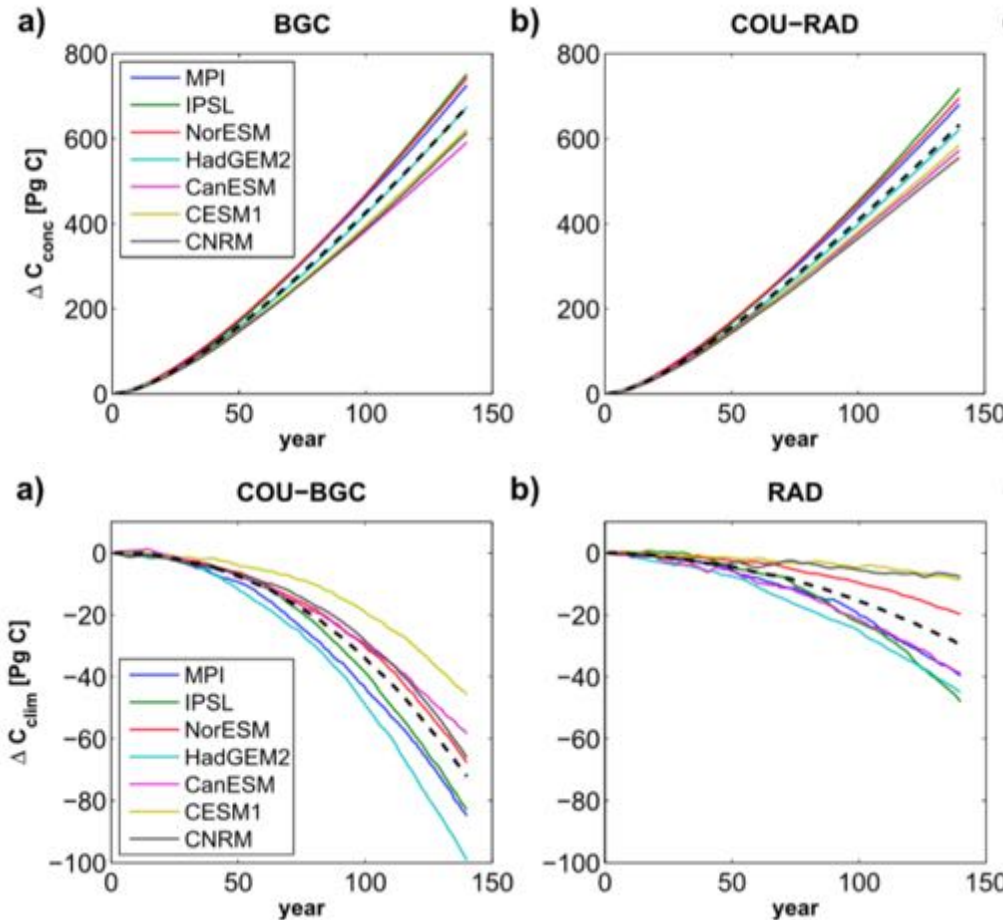 a) BGC
800
600
400
200
0
Δ C_conc [Pg C]
MPI
IPSL
NorESM
HadGEM2
CanESM
CESM1
CNRM
0 50 100 150
year
b) COU−RAD
800
600
400
200
0
0 50 100 150
year
a) COU−BGC
0
−20
−40
−60
−80
−100
Δ C_clim [Pg C]
MPI
IPSL
NorESM
HadGEM2
CanESM
CESM1
CNRM
0 50 100 150
year
b) RAD
0
−20
−40
−60
−80
−100
0 50 100 150
year